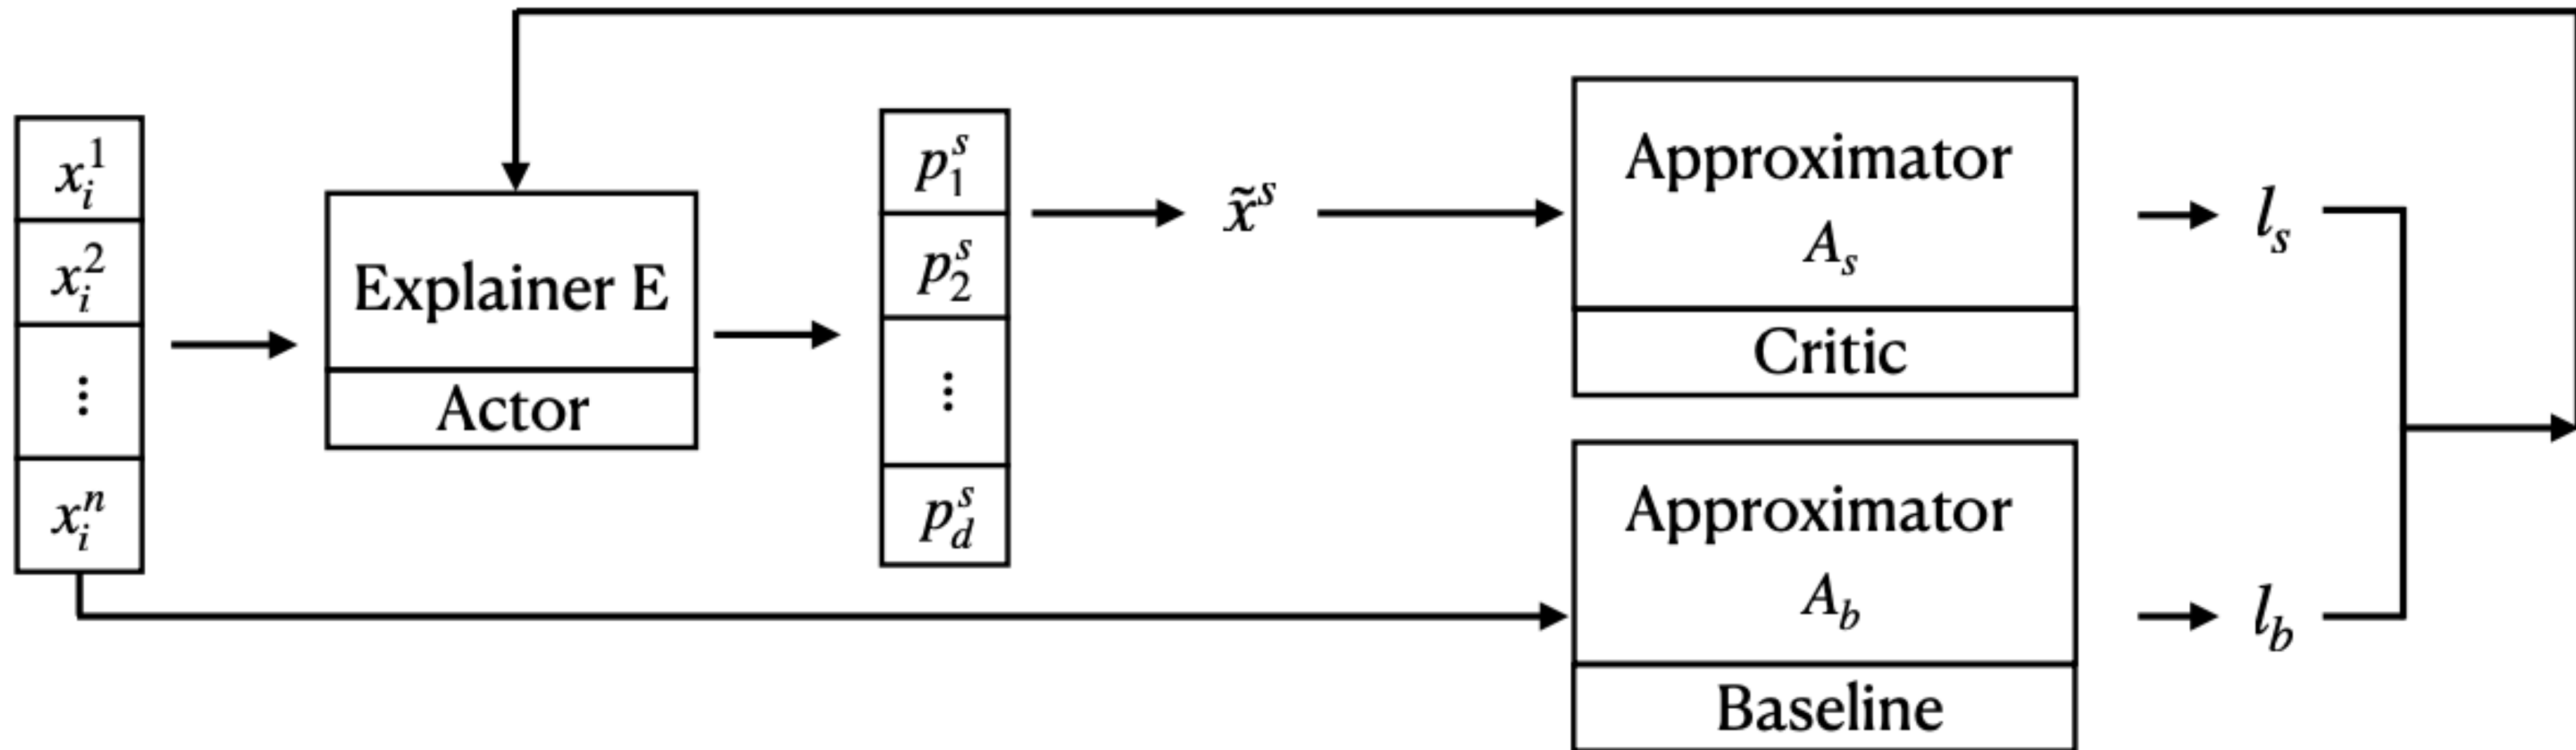 x_i^1
x_i^2
⋮
x_i^n
Explainer E
Actor
p_1^s
p_2^s
⋮
p_d^s
x̃^s
Approximator
A_s
Critic
l_s
Approximator
A_b
Baseline
l_b